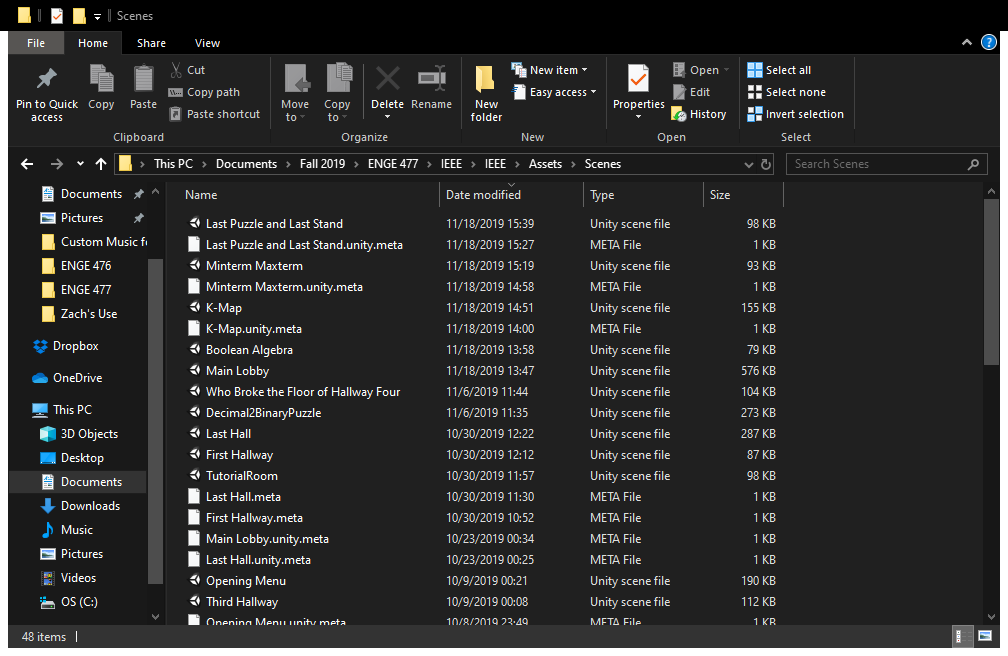 Scenes
File Home Share View
Pin to Quick access
Copy
Paste
Cut
Copy path
Paste shortcut
Clipboard
Move to
Copy to
Delete
Rename
Organize
New folder
New item
Easy access
New
Properties
Open
Edit
History
Open
Select all
Select none
Invert selection
Select
This PC > Documents > Fall 2019 > ENGE 477 > IEEE > IEEE > Assets > Scenes
Search Scenes
Documents
Pictures
Custom Music f
ENGE 476
ENGE 477
Zach's Use
Dropbox
OneDrive
This PC
3D Objects
Desktop
Documents
Downloads
Music
Pictures
Videos
OS (C:)
Name Date modified Type Size
Last Puzzle and Last Stand 11/18/2019 15:39 Unity scene file 98 KB
Last Puzzle and Last Stand.unity.meta 11/18/2019 15:27 META File 1 KB
Minterm Maxterm 11/18/2019 15:19 Unity scene file 93 KB
Minterm Maxterm.unity.meta 11/18/2019 14:58 META File 1 KB
K-Map 11/18/2019 14:51 Unity scene file 155 KB
K-Map.unity.meta 11/18/2019 14:00 META File 1 KB
Boolean Algebra 11/18/2019 13:58 Unity scene file 79 KB
Main Lobby 11/18/2019 13:47 Unity scene file 576 KB
Who Broke the Floor of Hallway Four 11/6/2019 11:44 Unity scene file 104 KB
Decimal2BinaryPuzzle 11/6/2019 11:35 Unity scene file 273 KB
Last Hall 10/30/2019 12:22 Unity scene file 287 KB
First Hallway 10/30/2019 12:12 Unity scene file 87 KB
TutorialRoom 10/30/2019 11:57 Unity scene file 98 KB
Last Hall.meta 10/30/2019 11:30 META File 1 KB
First Hallway.meta 10/30/2019 10:52 META File 1 KB
Main Lobby.unity.meta 10/23/2019 00:34 META File 1 KB
Last Hall.unity.meta 10/23/2019 00:25 META File 1 KB
Opening Menu 10/9/2019 00:21 Unity scene file 190 KB
Third Hallway 10/9/2019 00:08 Unity scene file 112 KB
Opening Menu.unity.meta 10/8/2019 23:49 META File 1 KB
48 items